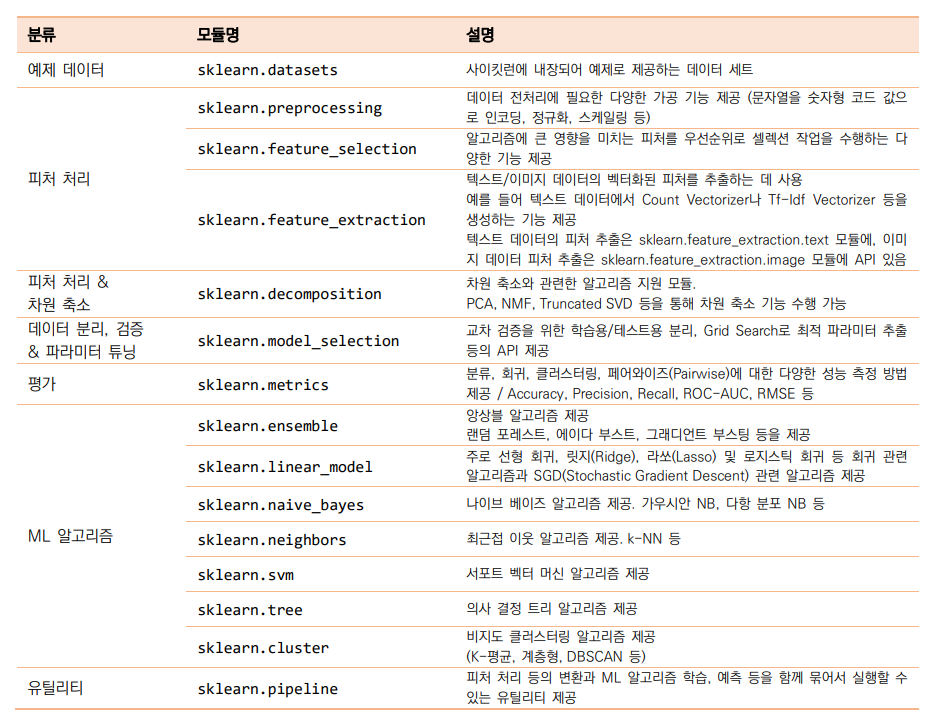 분류 모듈명 설명
예제 데이터 sklearn.datasets 사이킷런에 내장되어 예제로 제공하는 데이터 세트
피처 처리
sklearn.preprocessing
데이터 전처리에 필요한 다양한 가공 기능 제공 (문자열을 숫자형 코드 값으
로 인코딩, 정규화, 스케일링 등)
sklearn.feature_selection
알고리즘에 큰 영향을 미치는 피처를 우선순위로 셀렉션 작업을 수행하는 다
양한 기능 제공
sklearn.feature_extraction
텍스트/이미지 데이터의 벡터화된 피처를 추출하는 데 사용
예를 들어 텍스트 데이터에서 Count Vectorizer나 Tf-Idf Vectorizer 등을
생성하는 기능 제공
텍스트 데이터의 피처 추출은 sklearn.feature_extraction.text 모듈에, 이미
지 데이터 피처 추출은 sklearn.feature_extraction.image 모듈에 API 있음
피처 처리 &
차원 축소
sklearn.decomposition
차원 축소와 관련한 알고리즘 지원 모듈.
PCA, NMF, Truncated SVD 등을 통해 차원 축소 기능 수행 가능
데이터 분리, 검증
& 파라미터 튜닝
sklearn.model_selection
교차 검증을 위한 학습용/테스트용 분리, Grid Search로 최적 파라미터 추출
등의 API 제공
평가
sklearn.metrics
분류, 회귀, 클러스터링, 페어와이즈(Pairwise)에 대한 다양한 성능 측정 방법
제공 / Accuracy, Precision, Recall, ROC-AUC, RMSE 등
ML 알고리즘
sklearn.ensemble
앙상블 알고리즘 제공
랜덤 포레스트, 에이다 부스트, 그래디언트 부스팅 등을 제공
sklearn.linear_model
주로 선형 회귀, 릿지(Ridge), 라쏘(Lasso) 및 로지스틱 회귀 등 회귀 관련
알고리즘과 SGD(Stochastic Gradient Descent) 관련 알고리즘 제공
sklearn.naive_bayes 나이브 베이즈 알고리즘 제공. 가우시안 NB, 다항 분포 NB 등
sklearn.neighbors 최근접 이웃 알고리즘 제공. k-NN 등
sklearn.svm 서포트 벡터 머신 알고리즘 제공
sklearn.tree 의사 결정 트리 알고리즘 제공
sklearn.cluster
비지도 클러스터링 알고리즘 제공
(K-평균, 계층형, DBSCAN 등)
유틸리티
sklearn.pipeline
피처 처리 등의 변환과 ML 알고리즘 학습, 예측 등을 함께 묶어서 실행할 수
있는 유틸리티 제공